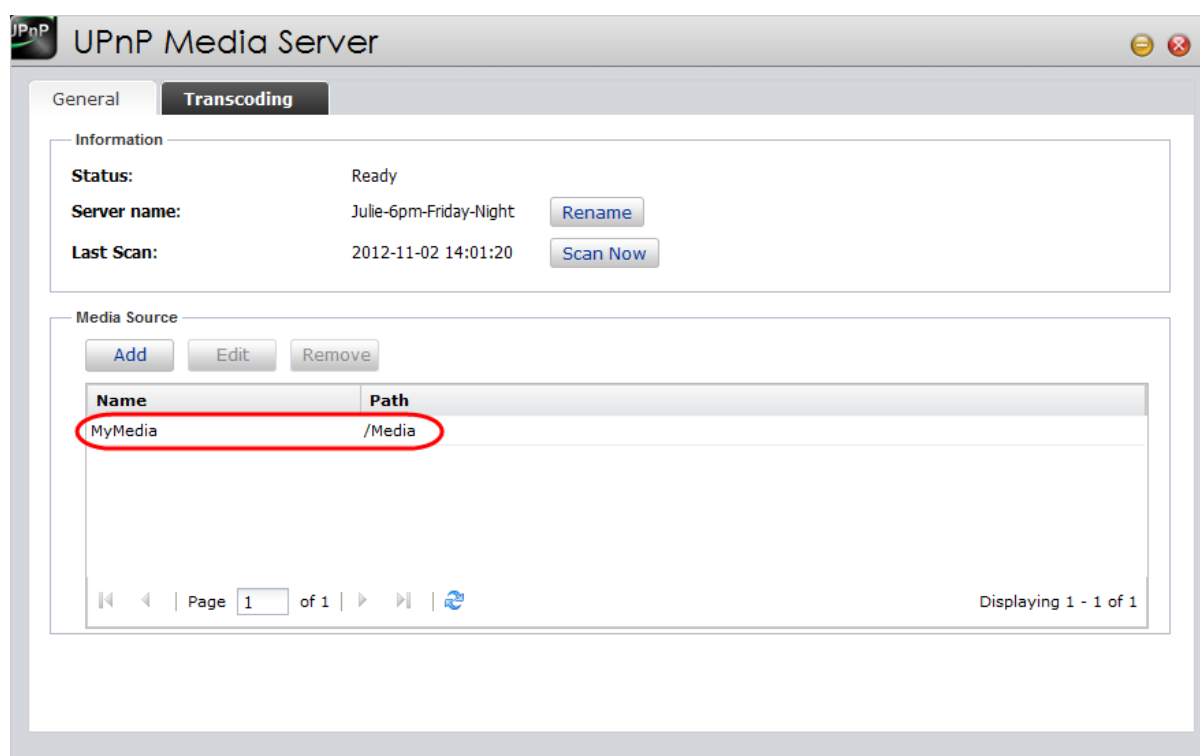 UPnP UPnP Media Server
General Transcoding
Information
Status: Ready
Server name: Julie-6pm-Friday-Night Rename
Last Scan: 2012-11-02 14:01:20 Scan Now
Media Source
Add Edit Remove
Name Path
MyMedia /Media
Page 1 of 1 Displaying 1 - 1 of 1